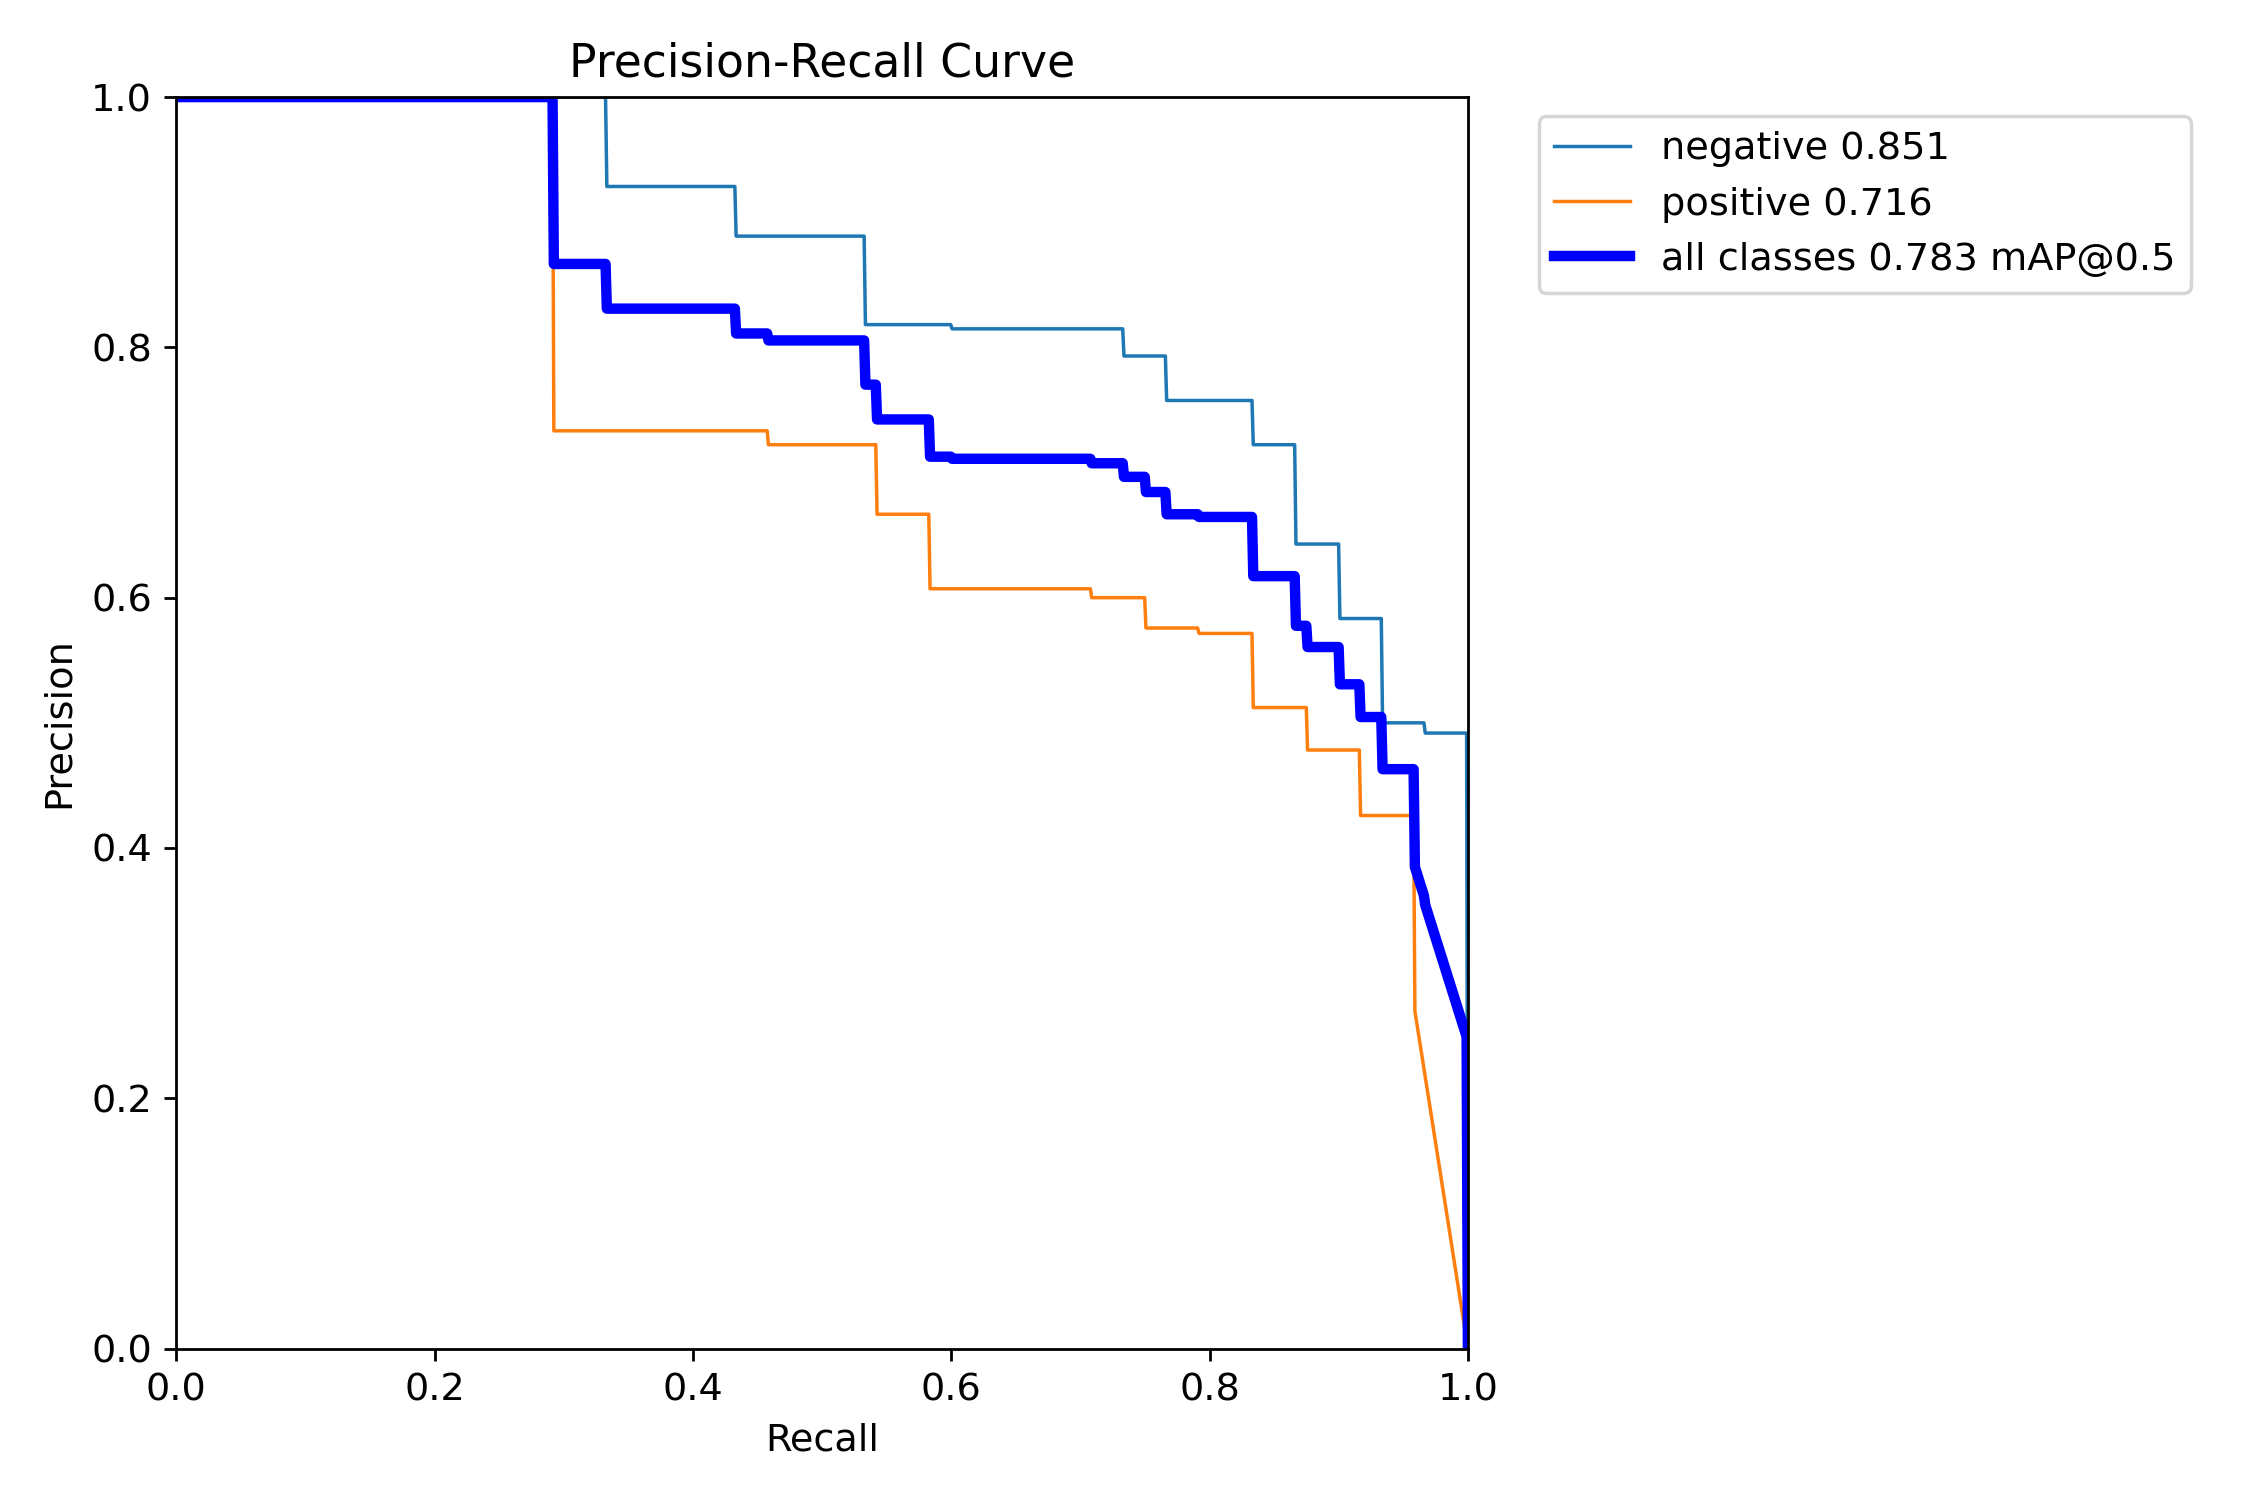 Precision-Recall Curve
1.0
0.8
0.6
0.4
0.2
0.0
Precision
0.0 0.2 0.4 0.6 0.8 1.0
Recall
negative 0.851
positive 0.716
all classes 0.783 mAP@0.5